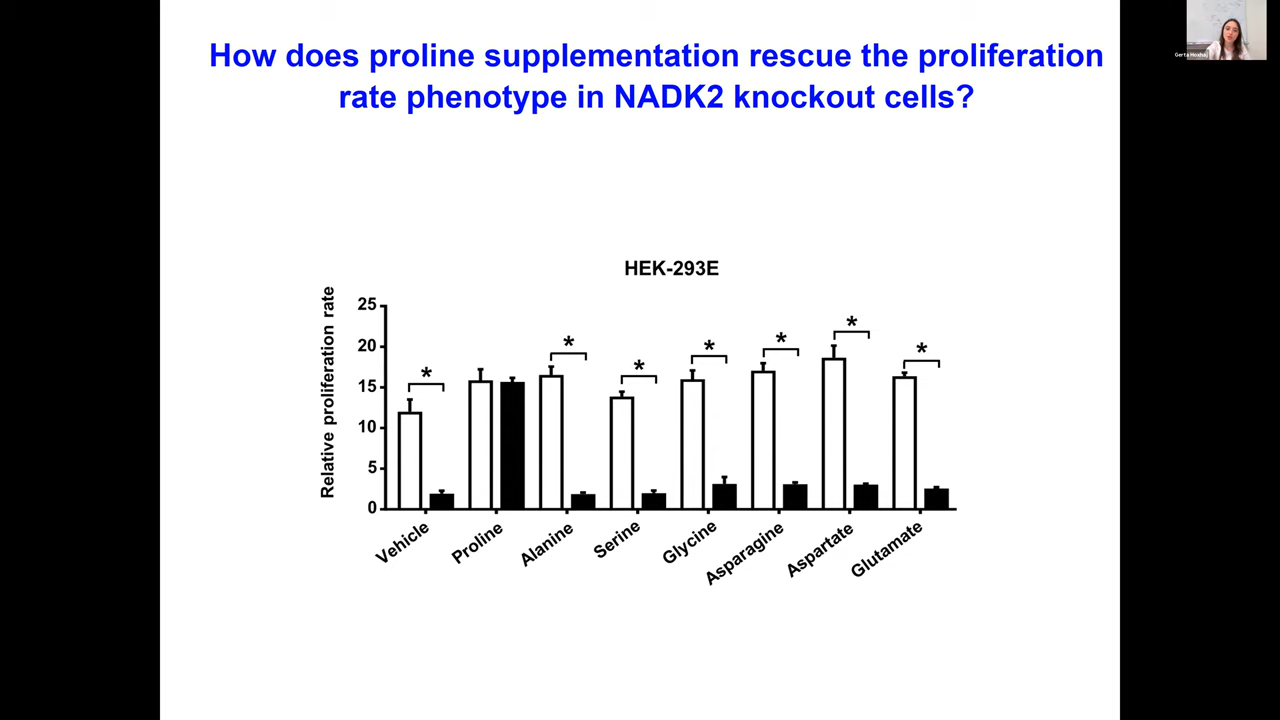 How does proline supplementation rescue the proliferation
rate phenotype in NADK2 knockout cells?
HEK-293E
Relative proliferation rate
25
20
15
10
5
0
*
*
*
*
*
*
*
Vehicle
Proline
Alanine
Serine
Glycine
Asparagine
Aspartate
Glutamate